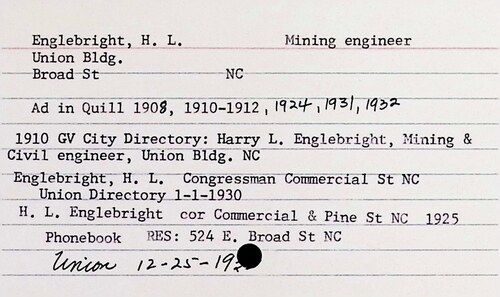 Englebright, H. L. Mining engineer
Union Bldg.
Broad St NC
Ad in Quill 1908, 1910-1912, 1924, 1931, 1932
1910 GV City Directory: Harry L. Englebright, Mining &
Civil engineer, Union Bldg. NC
Englebright, H. L. Congressman Commercial St NC
Union Directory 1-1-1930
H. L. Englebright cor Commercial & Pine St NC 1925
Phonebook RES: 524 E. Broad St NC
Union 12-25-19